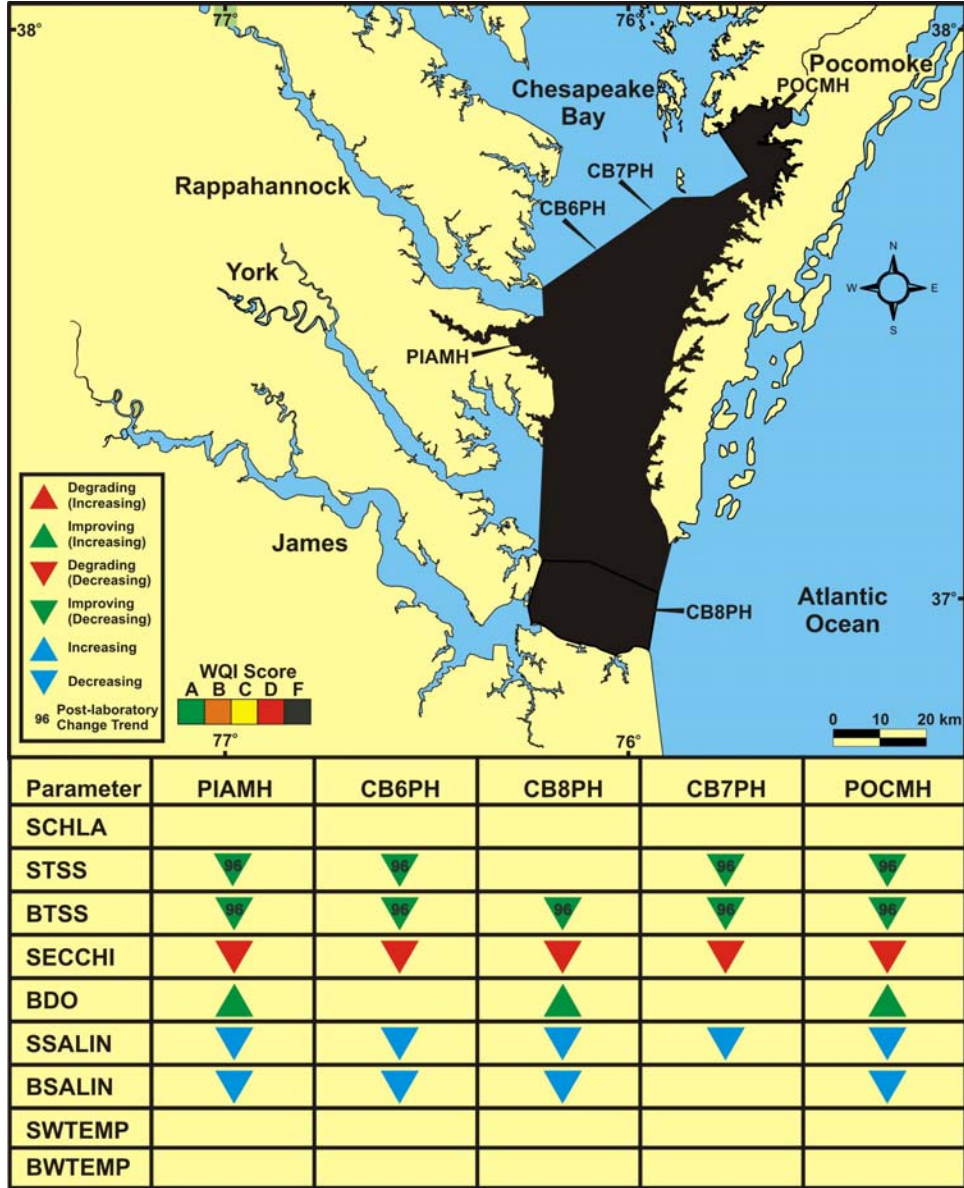 38°
77°
76°
38°
Pocomoke
POCMH
Chesapeake
Bay
CB7PH
Rappahannock
CB6PH
York
N
W
E
S
PIAMH
Degrading
(Increasing)
Improving
(Increasing)
Degrading
(Decreasing)
Improving
(Decreasing)
Increasing
Decreasing
96 Post-laboratory
Change Trend
James
WQI Score
A B C D F
37°
CB8PH
Atlantic
Ocean
0 10 20 km
77°
76°
Parameter PIAMH CB6PH CB8PH CB7PH POCMH
SCHLA
STSS 96 96 96 96
BTSS 96 96 96 96 96
SECCHI
BDO
SSALIN
BSALIN
SWTEMP
BWTEMP